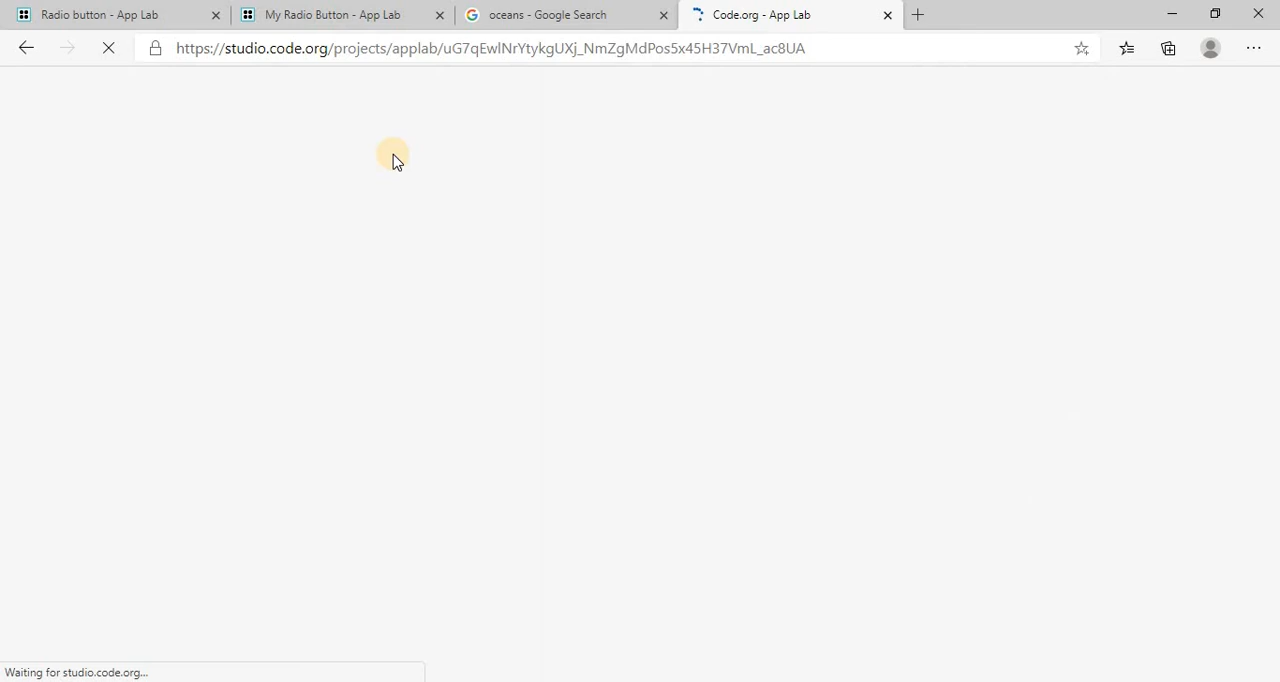 Radio button - App Lab
My Radio Button - App Lab
oceans - Google Search
Code.org - App Lab
https://studio.code.org/projects/applab/uG7qEwlNrYtykgUXj_NmZgMdPos5x45H37VmL_ac8UA
Waiting for studio.code.org...